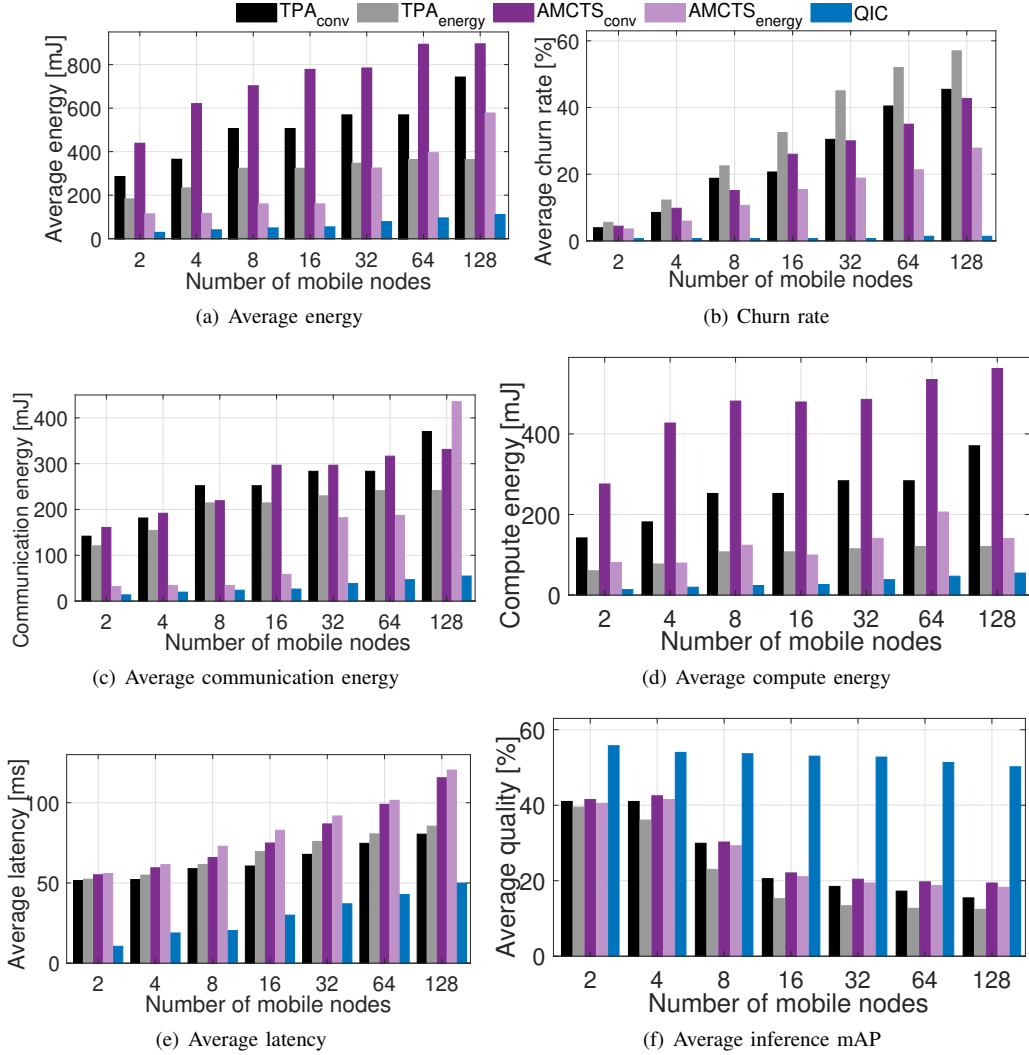 TPA_conv TPA_energy AMCTS_conv AMCTS_energy QIC
Average energy [mJ]
800
600
400
200
0
2 4 8 16 32 64 128
Number of mobile nodes
(a) Average energy
Average churn rate [%]
60
40
20
0
2 4 8 16 32 64 128
Number of mobile nodes
(b) Churn rate
Communication energy [mJ]
400
300
200
100
0
2 4 8 16 32 64 128
Number of mobile nodes
(c) Average communication energy
Compute energy [mJ]
400
200
0
2 4 8 16 32 64 128
Number of mobile nodes
(d) Average compute energy
Average latency [ms]
100
50
0
2 4 8 16 32 64 128
Number of mobile nodes
(e) Average latency
Average quality [%]
60
40
20
0
2 4 8 16 32 64 128
Number of mobile nodes
(f) Average inference mAP